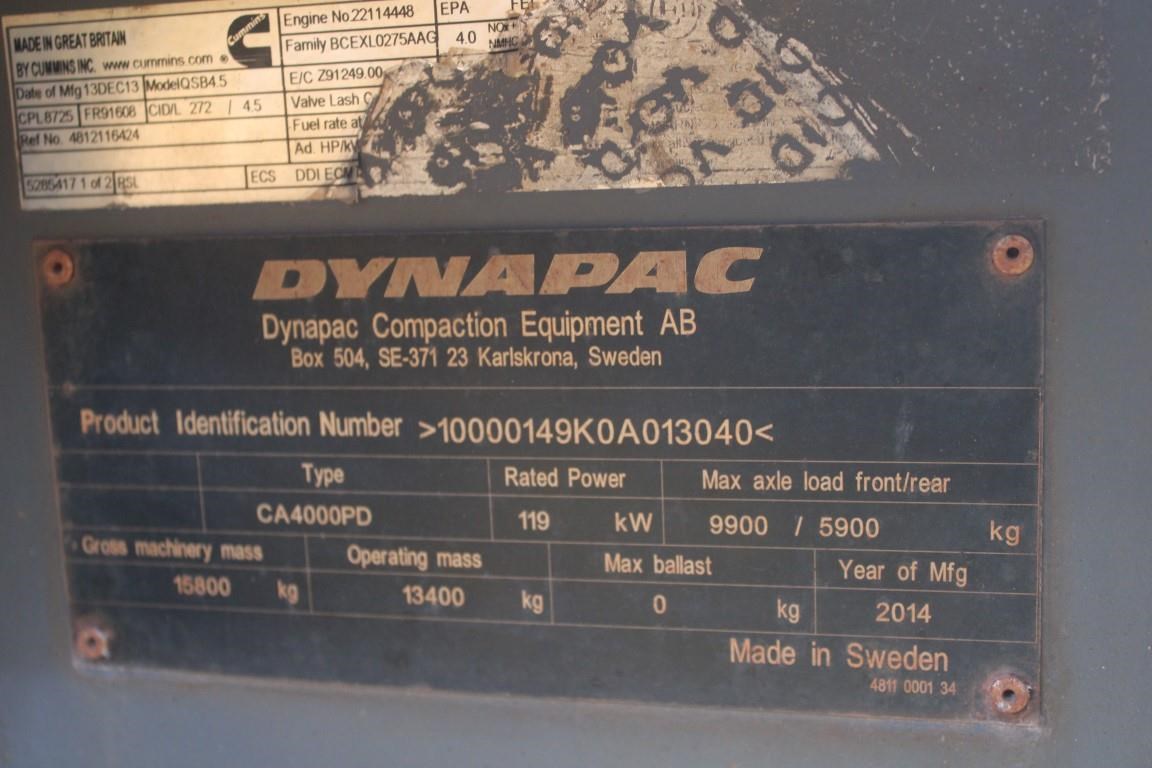 MADE IN GREAT BRITAIN
BY CUMMINS INC. www.cummins.com ®
Cummins
Engine No.22114448
EPA
Family BCEXL0275AAG
4.0
NMHC
Date of Mfg 13DEC13 Model QSB4.5
E/C Z91249.00
CPL8725 FR91608 CID/L 272 / 4.5
Valve Lash
Ref No. 4812116424
Fuel rate at
Ad. HP/kW
5285417 1 of 2 RSL ECS DDI ECM
DYNAPAC
Dynapac Compaction Equipment AB
Box 504, SE-371 23 Karlskrona, Sweden
Product Identification Number >10000149K0A013040<
Type Rated Power Max axle load front/rear
CA4000PD 119 kW 9900 / 5900 kg
Gross machinery mass Operating mass Max ballast Year of Mfg
15800 kg 13400 kg 0 kg 2014
Made in Sweden
4811 0001 34